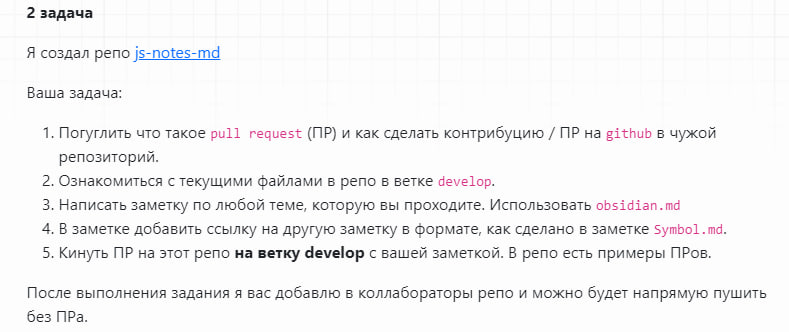 2 задача
Я создал репо js-notes-md
Ваша задача:
1. Погуглить что такое pull request (ПР) и как сделать контрибуцию / ПР на github в чужой
репозиторий.
2. Ознакомиться с текущими файлами в репо в ветке develop.
3. Написать заметку по любой теме, которую вы проходите. Использовать obsidian.md
4. В заметке добавить ссылку на другую заметку в формате, как сделано в заметке Symbol.md.
5. Кинуть ПР на этот репо на ветку develop с вашей заметкой. В репо есть примеры ПРов.
После выполнения задания я вас добавлю в коллабораторы репо и можно будет напрямую пушить
без ПРа.